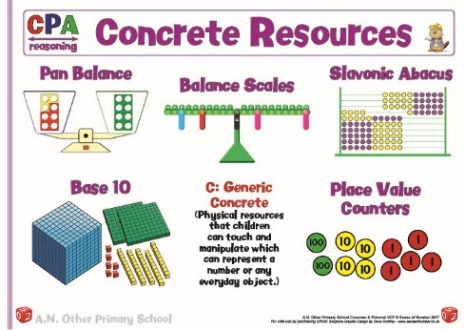 CPA
reasoning
Concrete Resources
Pan Balance
Balance Scales
Slavonic Abacus
Base 10
C: Generic
Concrete
(Physical resources
that children
can touch and
manipulate which
can represent a
number or any
everyday object.)
Place Value
Counters
100
10
10
1
1
1
100
10
10
1
1
1
A.N. Other Primary School